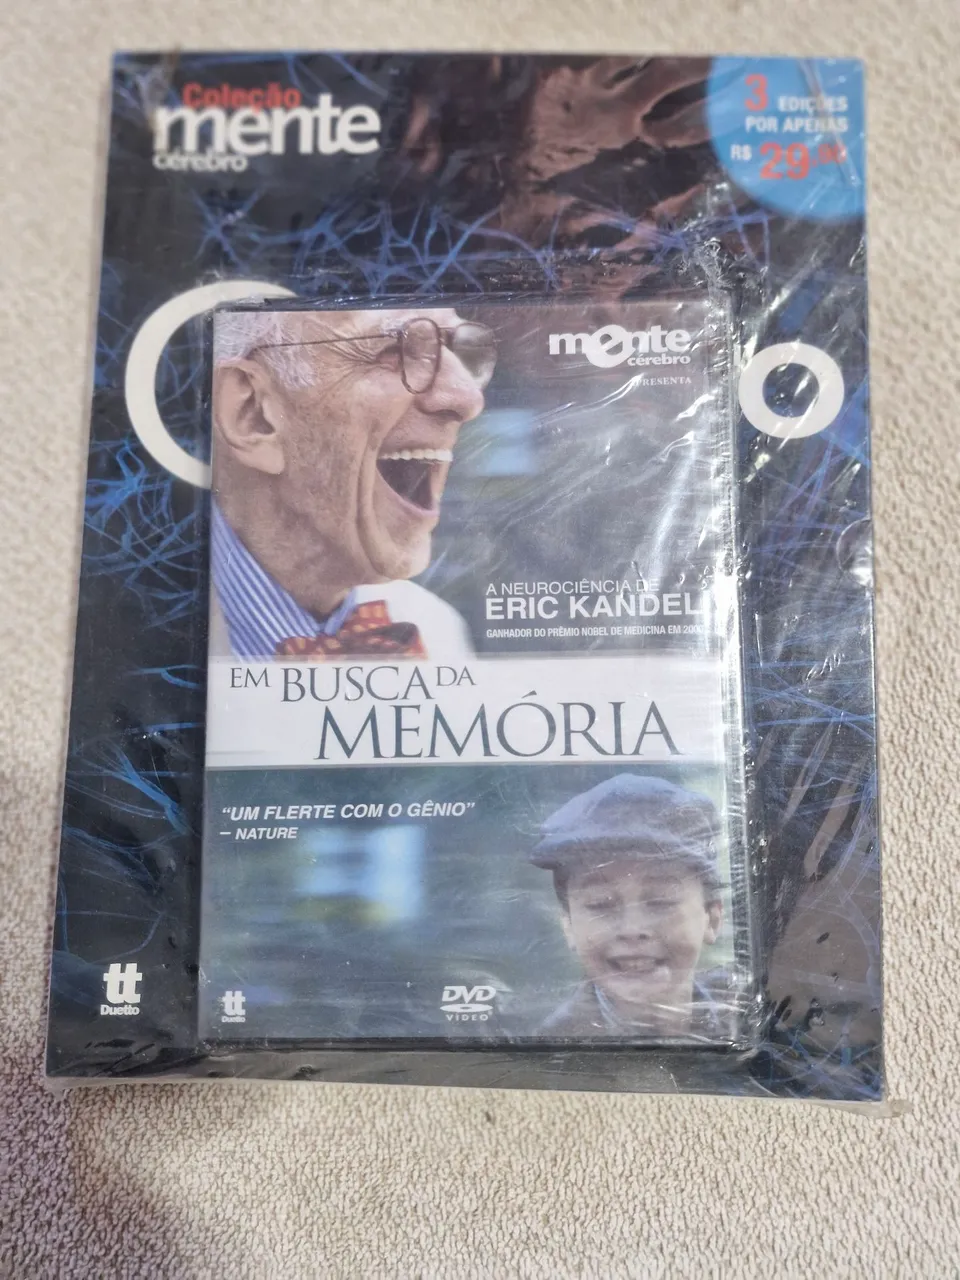 Coleção
mente
cérebro
3 EDIÇÕES
POR APENAS
R$ 29,90
mente
cérebro
APRESENTA
A NEUROCIÊNCIA DE
ERIC KANDEL
GANHADOR DO PRÊMIO NOBEL DE MEDICINA EM 2000
EM BUSCA DA
MEMÓRIA
“UM FLERTE COM O GÊNIO”
– NATURE
tt
Duetto
tt
Duetto
DVD
VIDEO